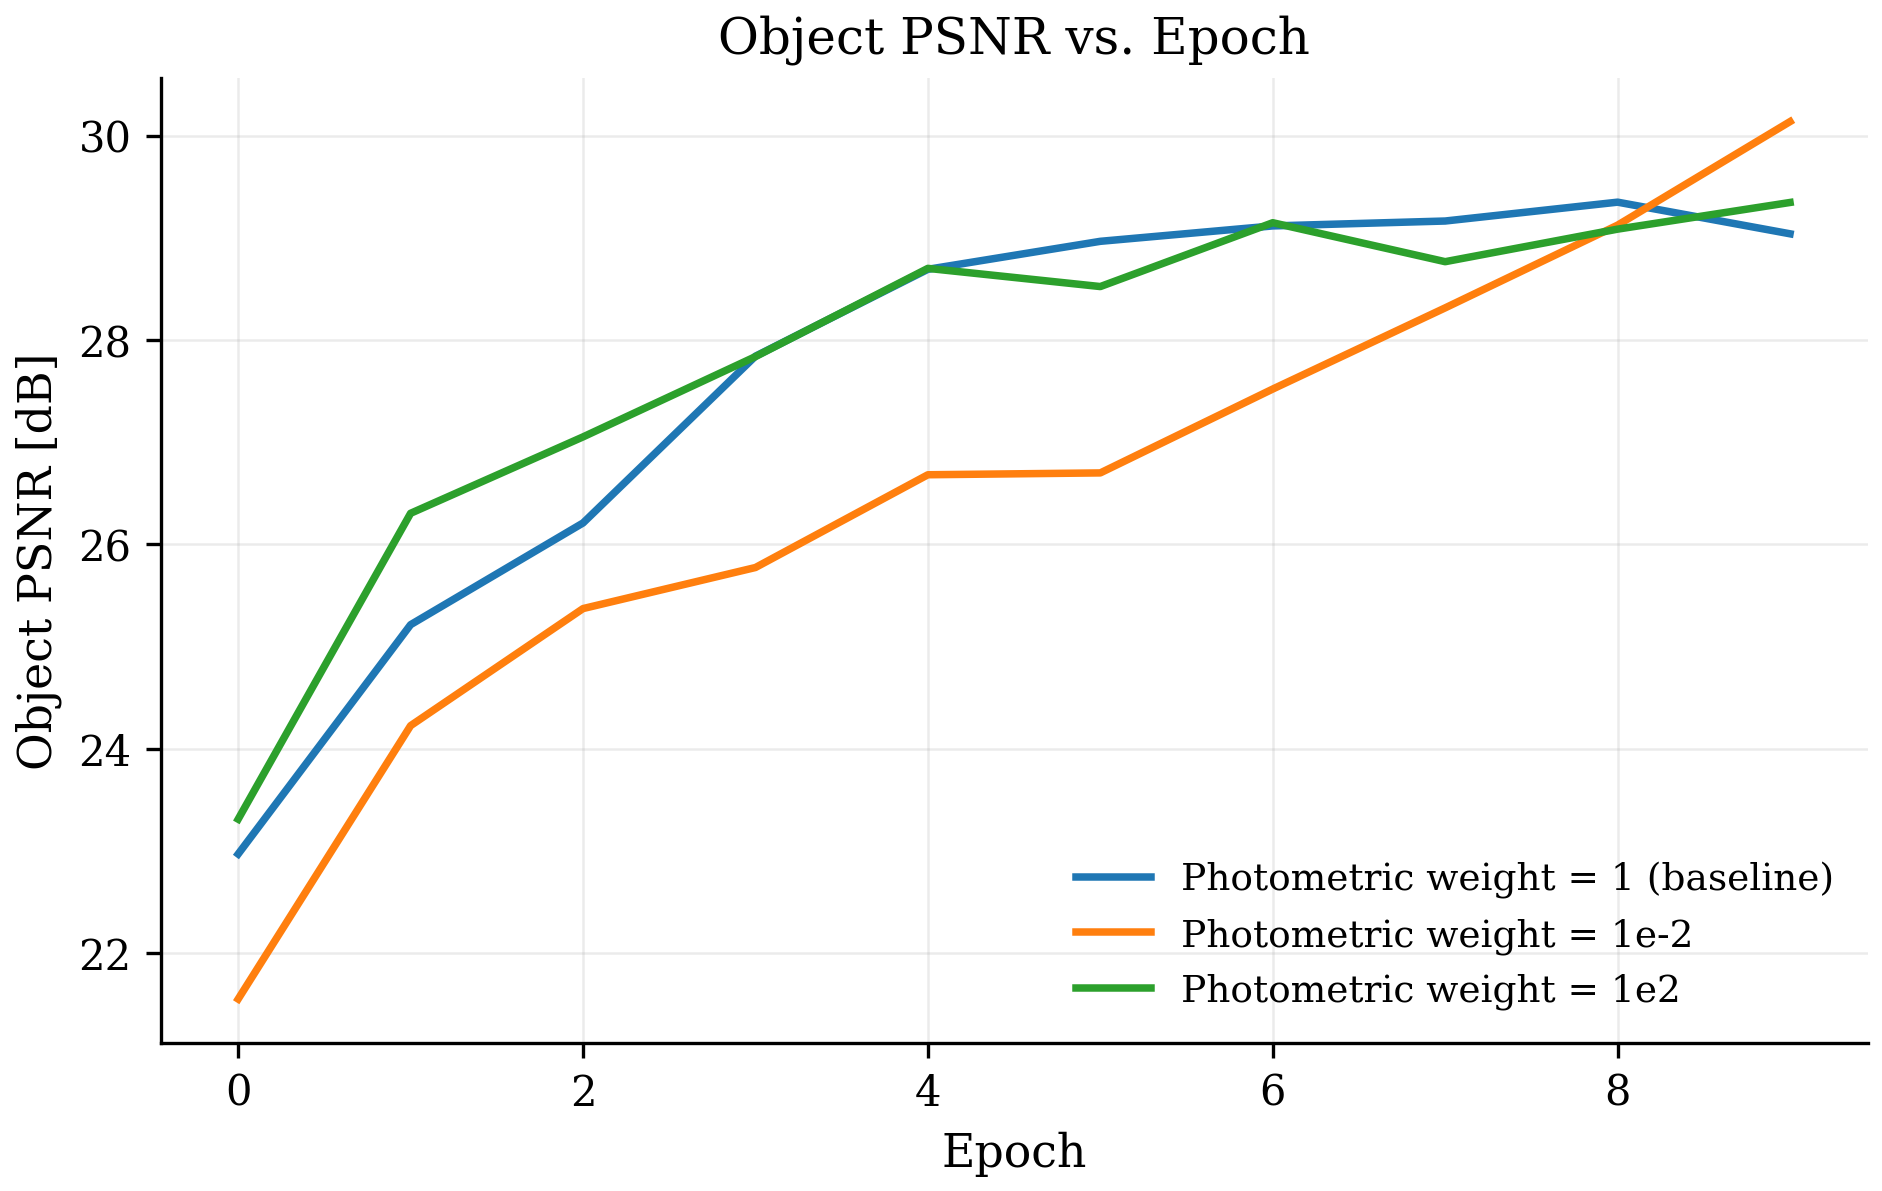 Object PSNR vs. Epoch
Object PSNR [dB]
30
28
26
24
22
Photometric weight = 1 (baseline)
Photometric weight = 1e-2
Photometric weight = 1e2
0 2 4 6 8
Epoch